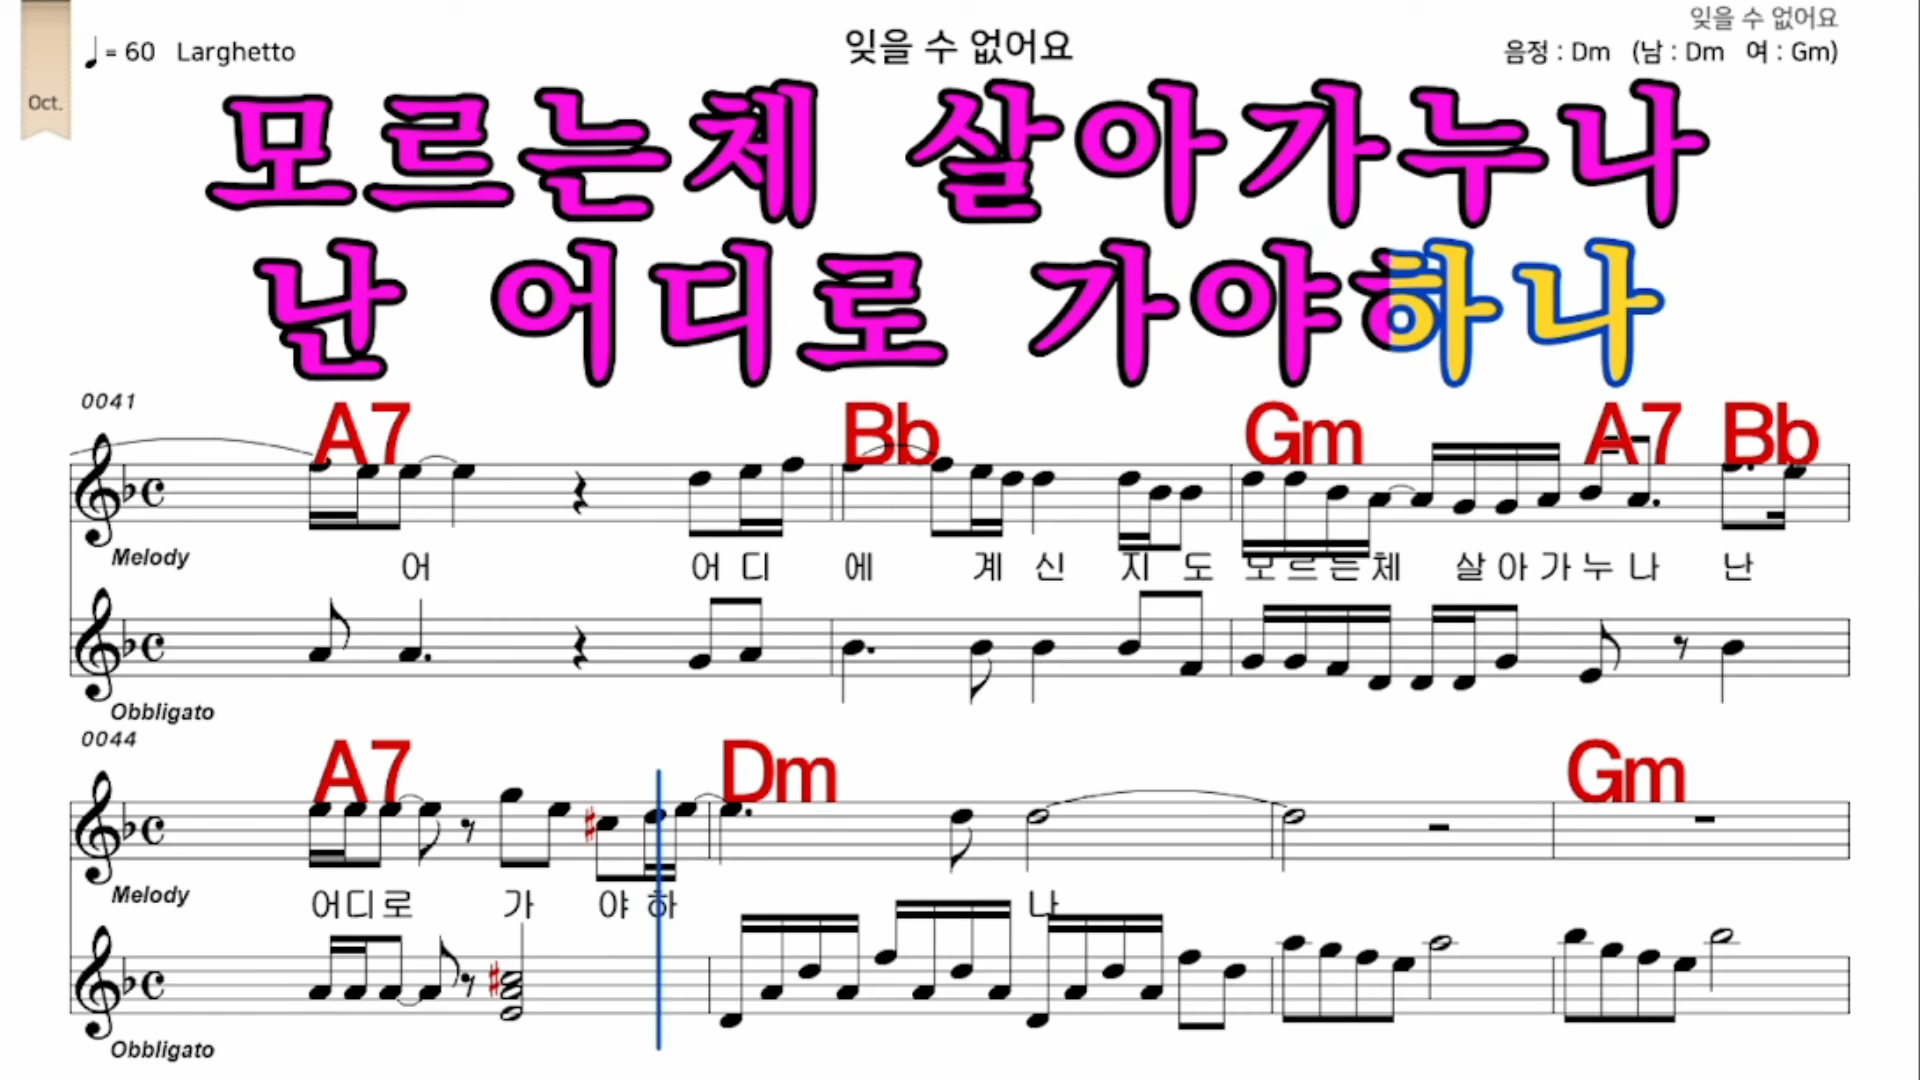 잊을 수 없어요
♩= 60 Larghetto
잊을 수 없어요
음정 : Dm (남 : Dm 여 : Gm)
Oct.
모르는체 살아가누나
난 어디로 가야하나
0041
A7 Bb Gm A7 Bb
Melody
어 어 디 에 계 신 지 도 모 르 는 체 살 아 가 누 나 난
Obbligato
0044
A7 Dm Gm
Melody
어 디 로 가 야 하 나
Obbligato